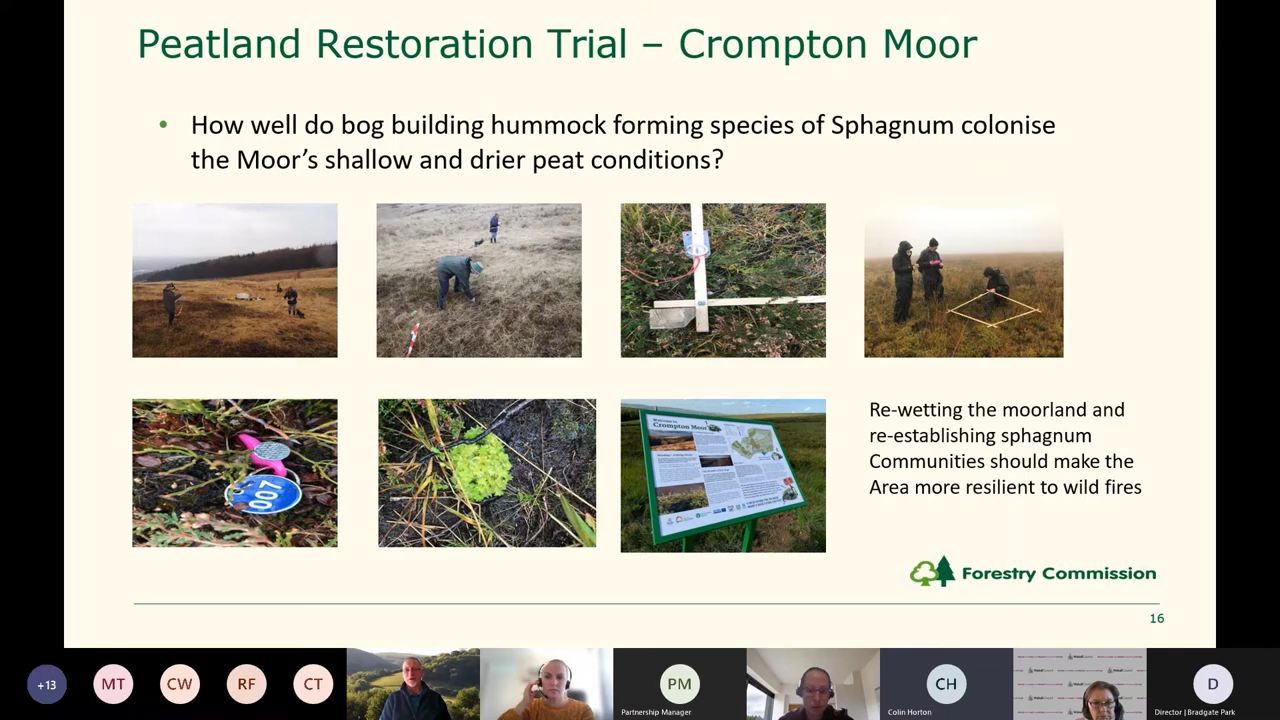 Peatland Restoration Trial – Crompton Moor
• How well do bog building hummock forming species of Sphagnum colonise
the Moor's shallow and drier peat conditions?
007
Crompton Moor
Re-wetting the moorland and
re-establishing sphagnum
Communities should make the
Area more resilient to wild fires
Forestry Commission
16
+13
MT
CW
RF
CT
PM
Partnership Manager
CH
Colin Horton
D
Director | Bradgate Park